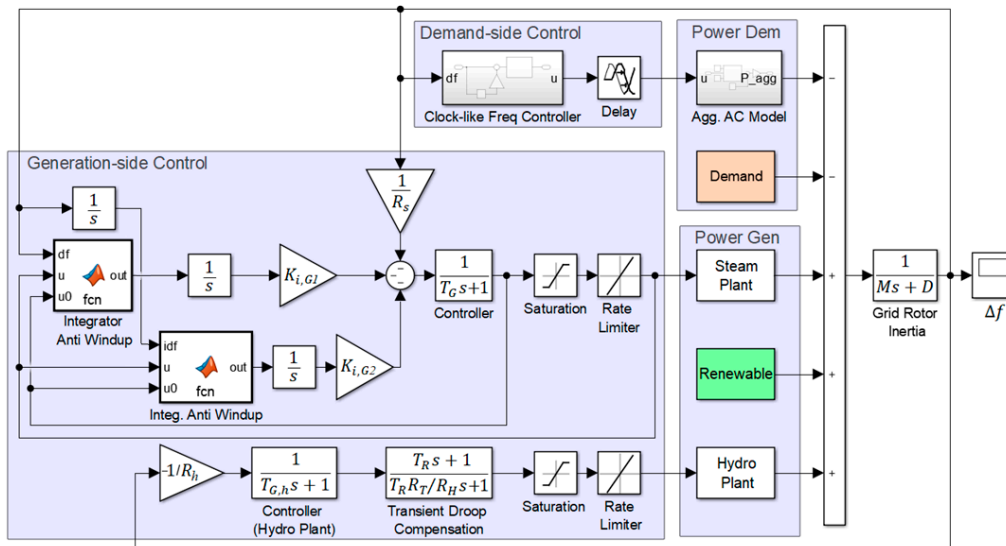 Demand-side Control
Power Dem
df
u
Clock-like Freq Controller
Delay
u
P_agg
Agg. AC Model
−
Demand
−
Generation-side Control
1
s
1
R_s
df
u
u0
fcn
out
Integrator
Anti Windup
1
s
K_{i,G1}
−
−
−
1
T_G s+1
Controller
Saturation
Rate
Limiter
Power Gen
Steam
Plant
+
1
Ms + D
Grid Rotor
Inertia
Δf
idf
u
u0
fcn
out
Integ. Anti Windup
1
s
K_{i,G2}
Renewable
+
−1/R_h
1
T_{G,h}s + 1
Controller
(Hydro Plant)
T_R s + 1
T_R R_T/R_H s+1
Transient Droop
Compensation
Saturation
Rate
Limiter
Hydro
Plant
+